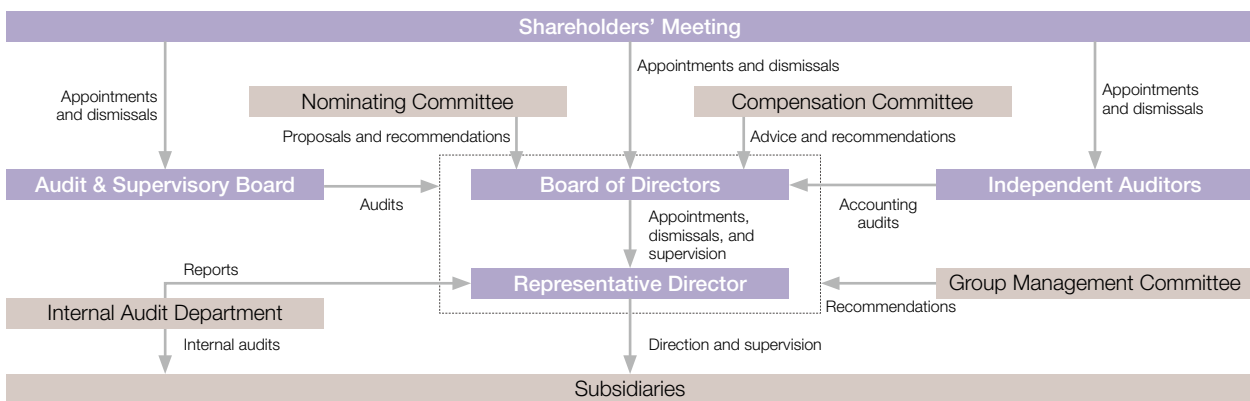 Shareholders’ Meeting
Appointments and dismissals
Appointments
and dismissals
Appointments
and dismissals
Nominating Committee
Compensation Committee
Proposals and recommendations
Advice and recommendations
Audit & Supervisory Board
Board of Directors
Independent Auditors
Audits
Accounting
audits
Appointments,
dismissals, and
supervision
Reports
Representative Director
Group Management Committee
Internal Audit Department
Recommendations
Internal audits
Direction and supervision
Subsidiaries